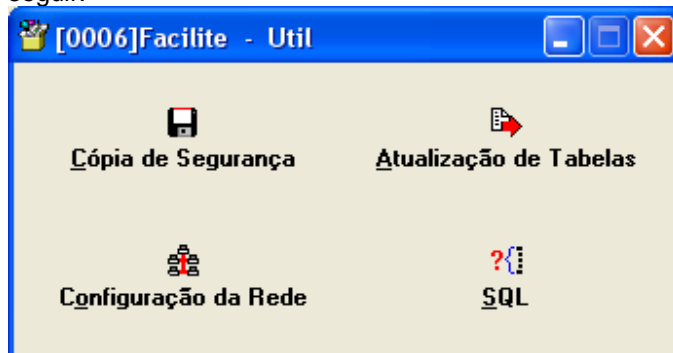 [0006]Facilite - Util
Cópia de Segurança
Atualização de Tabelas
Configuração da Rede
?{
SQL